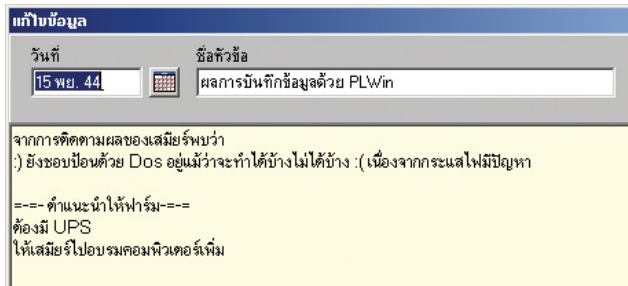 แก้ไขข้อมูล
วันที่ ชื่อหัวข้อ
15 พย. 44 ผลการบันทึกข้อมูลด้วย PLWin
จากการติดตามผลของเสมียร์พบว่า
:) ยังชอบป้อนด้วย Dos อยู่แม้ว่าจะทำได้บ้างไม่ได้บ้าง :( เนื่องจากกระแสไฟมีปัญหา
=-=- คำแนะนำให้ฟาร์ม-=-=
ต้องมี UPS
ให้เสมียร์ไปอบรมคอมพิวเตอร์เพิ่ม